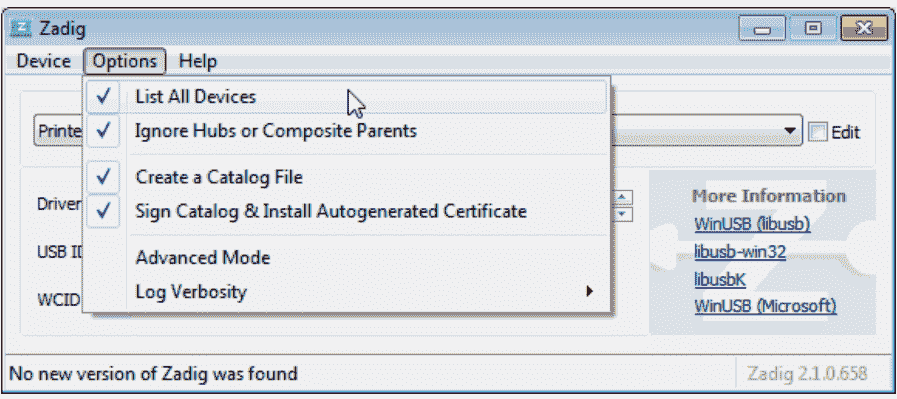 Zadig
Device Options Help
List All Devices
Printe Ignore Hubs or Composite Parents Edit
Create a Catalog File
Driver Sign Catalog & Install Autogenerated Certificate
More Information
WinUSB (libusb)
USB ID Advanced Mode libusb-win32
WCID Log Verbosity
libusbK
WinUSB (Microsoft)
No new version of Zadig was found Zadig 2.1.0.658